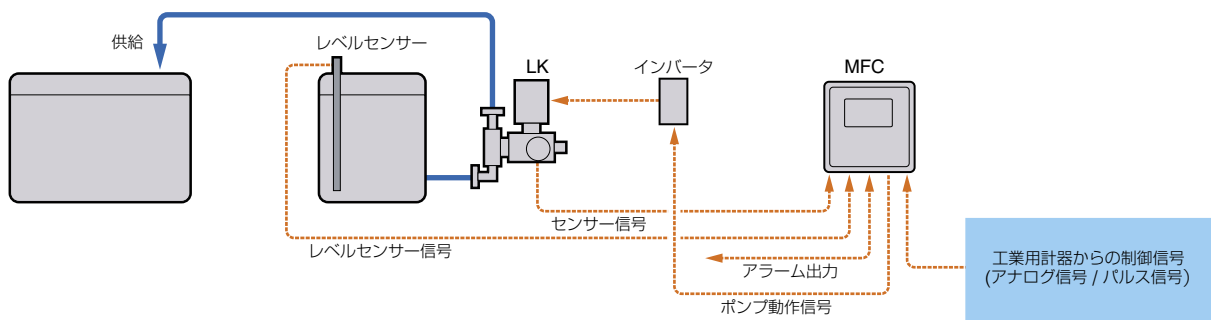 供給
レベルセンサー
LK
インバータ
MFC
センサー信号
レベルセンサー信号
アラーム出力
ポンプ動作信号
工業用計器からの制御信号
(アナログ信号 / パルス信号)